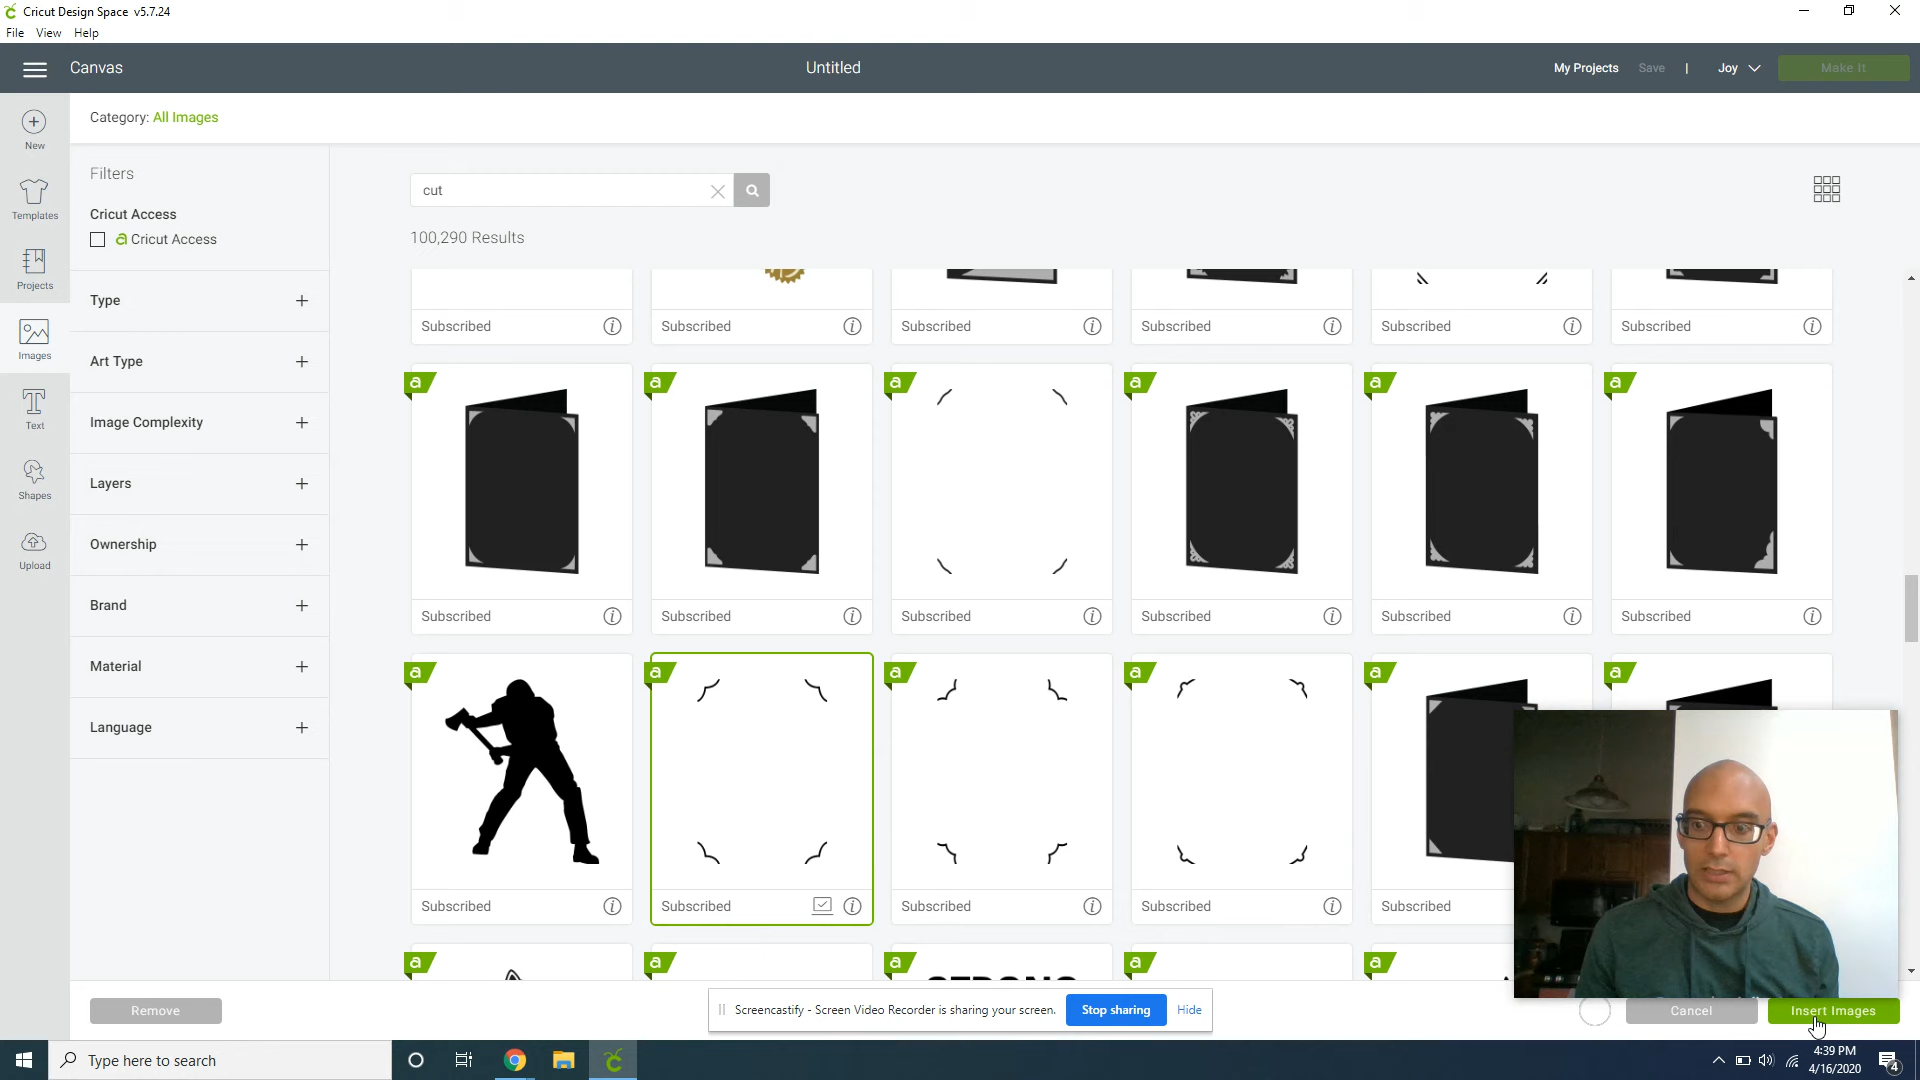 Cricut Design Space v5.7.24
File View Help
Canvas
Untitled
My Projects Save | Joy Make It
New
Templates
Projects
Images
Text
Shapes
Upload
Category: All Images
Filters
Cricut Access
a Cricut Access
Type
Art Type
Image Complexity
Layers
Ownership
Brand
Material
Language
cut
100,290 Results
Subscribed Subscribed Subscribed Subscribed Subscribed Subscribed
a a a a a a
Subscribed Subscribed Subscribed Subscribed Subscribed Subscribed
a a a a a a
Subscribed Subscribed Subscribed Subscribed Subscribed
a a a a a
Remove
Screencastify - Screen Video Recorder is sharing your screen. Stop sharing Hide
Cancel Insert Images
Type here to search
4:39 PM
4/16/2020
4